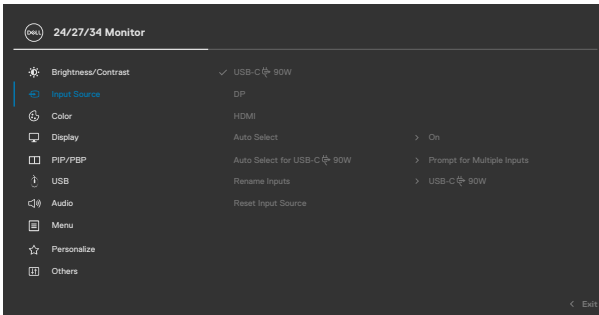 DELL 24/27/34 Monitor
Brightness/Contrast USB-C 90W
Input Source DP
Color HDMI
Display Auto Select > On
PIP/PBP Auto Select for USB-C 90W > Prompt for Multiple Inputs
USB Rename Inputs > USB-C 90W
Audio Reset Input Source
Menu
Personalize
Others
< Exit